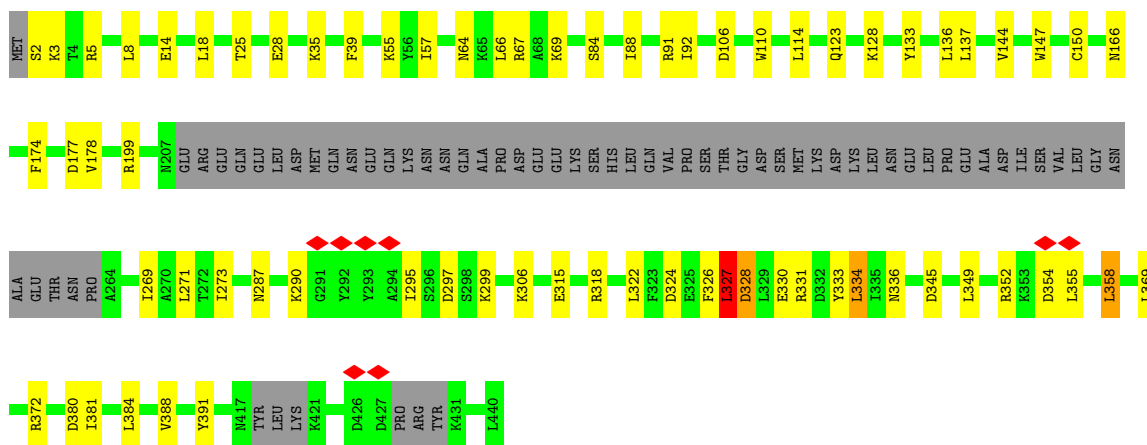 MET S2 K3 T4 R5 L8 E14 L18 T25 E28 K35 F39 K55 Y56 I57 N64 K65 L66 R67 A68 K69 S84 I88 R91 I92 D106 W110 L114 Q123 K128 Y133 L136 L137 V144 W147 C150 N166
F174 D177 V178 R199 N207 GLU ARG GLU GLN GLU LEU ASP MET GLN ASN GLU GLN LYS ASN ASN GLN ALA PRO ASP GLU GLU LYS SER HIS LEU GLN VAL PRO SER THR GLY ASP SER MET LYS ASP LYS LEU ASN GLU LEU PRO GLU ALA ASP ILE SER VAL LEU GLY ASN
ALA GLU THR ASN PRO A264 I269 A270 L271 T272 I273 N287 K290 G291 Y292 Y293 A294 I295 S296 D297 S298 K299 K306 E315 R318 L322 F323 D324 E325 F326 L327 D328 L329 E330 R331 D332 Y333 L334 I335 N336 D345 L349 R352 K353 D354 L355 L358 L369
R372 D380 I381 L384 V388 Y391 N417 TYR LEU LYS K421 D426 D427 PRO ARG TYR K431 L440